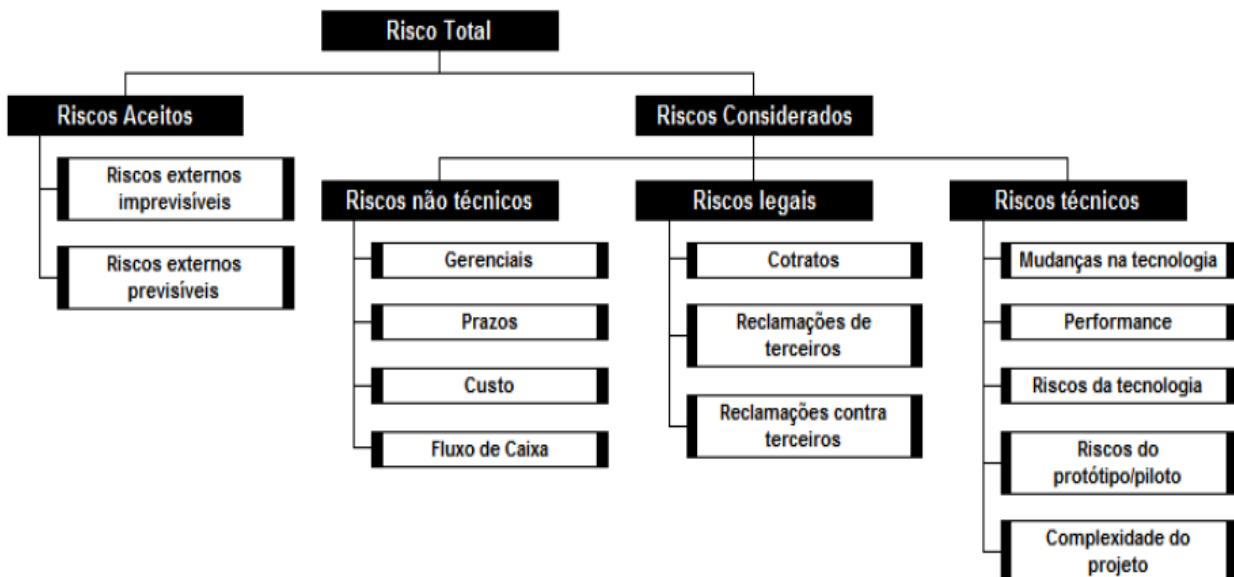 Risco Total
Riscos Aceitos
Riscos externos
imprevisíveis
Riscos externos
previsíveis
Riscos Considerados
Riscos não técnicos
Gerenciais
Prazos
Custo
Fluxo de Caixa
Riscos legais
Cotratos
Reclamações de
terceiros
Reclamações contra
terceiros
Riscos técnicos
Mudanças na tecnologia
Performance
Riscos da tecnologia
Riscos do
protótipo/piloto
Complexidade do
projeto